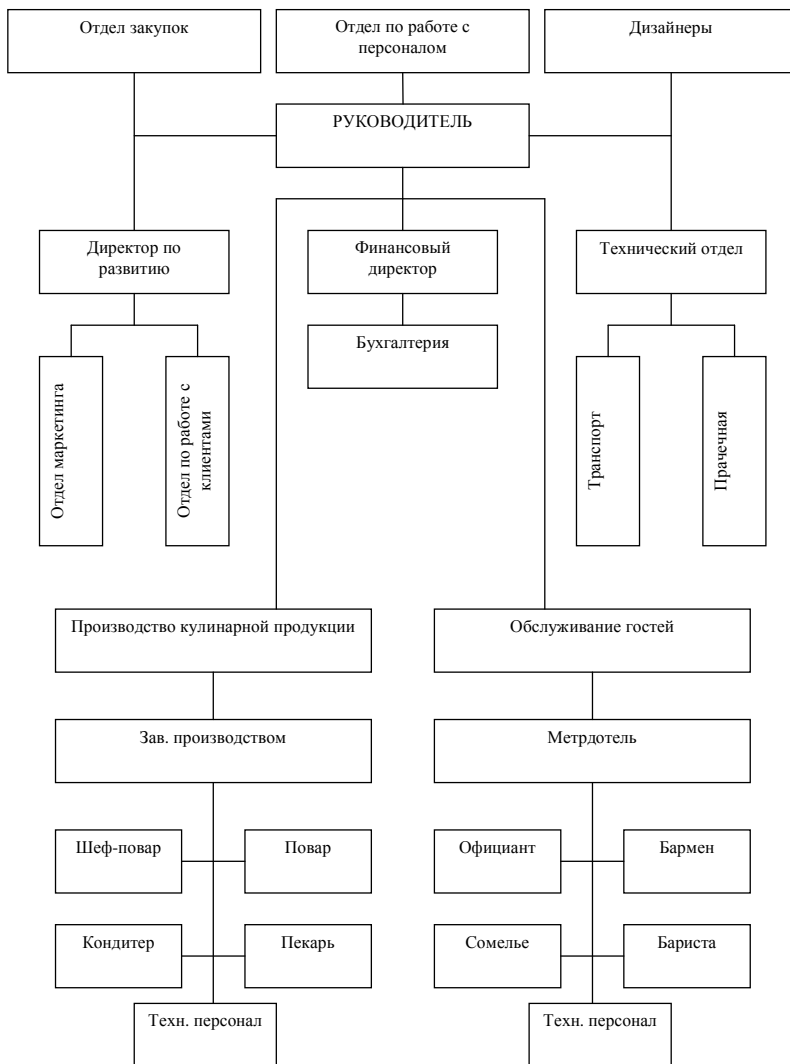 Отдел закупок
Отдел по работе с
персоналом
Дизайнеры
РУКОВОДИТЕЛЬ
Директор по
развитию
Финансовый
директор
Технический отдел
Бухгалтерия
Отдел маркетинга
Отдел по работе с
клиентами
Транспорт
Прачечная
Производство кулинарной продукции
Обслуживание гостей
Зав. производством
Метрдотель
Шеф-повар
Повар
Официант
Бармен
Кондитер
Пекарь
Сомелье
Бариста
Техн. персонал
Техн. персонал